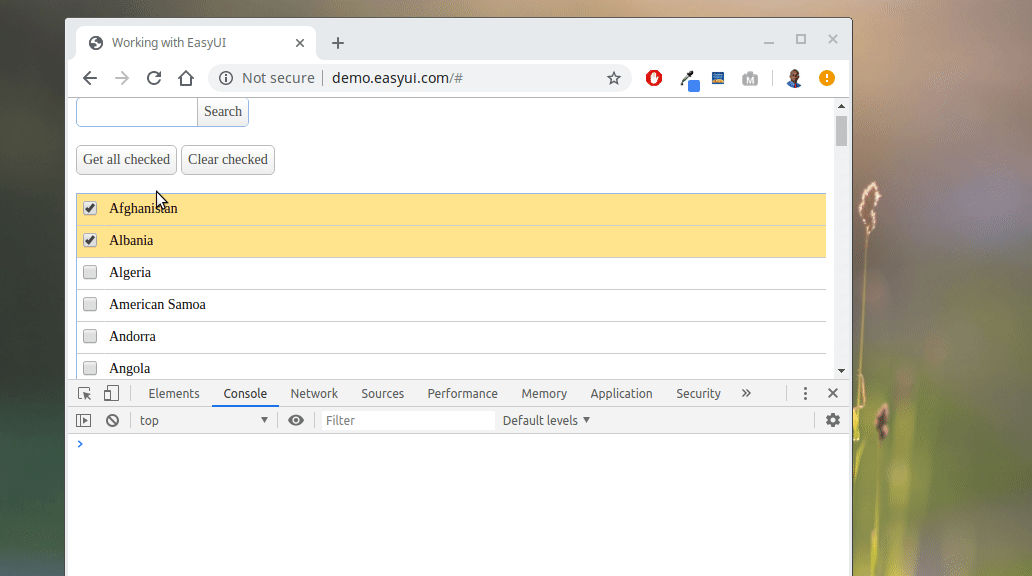 Working with EasyUI
Not secure | demo.easyui.com/#
M
Search
Get all checked Clear checked
Afghanistan
Albania
Algeria
American Samoa
Andorra
Angola
Elements Console Network Sources Performance Memory Application Security »
top Filter Default levels